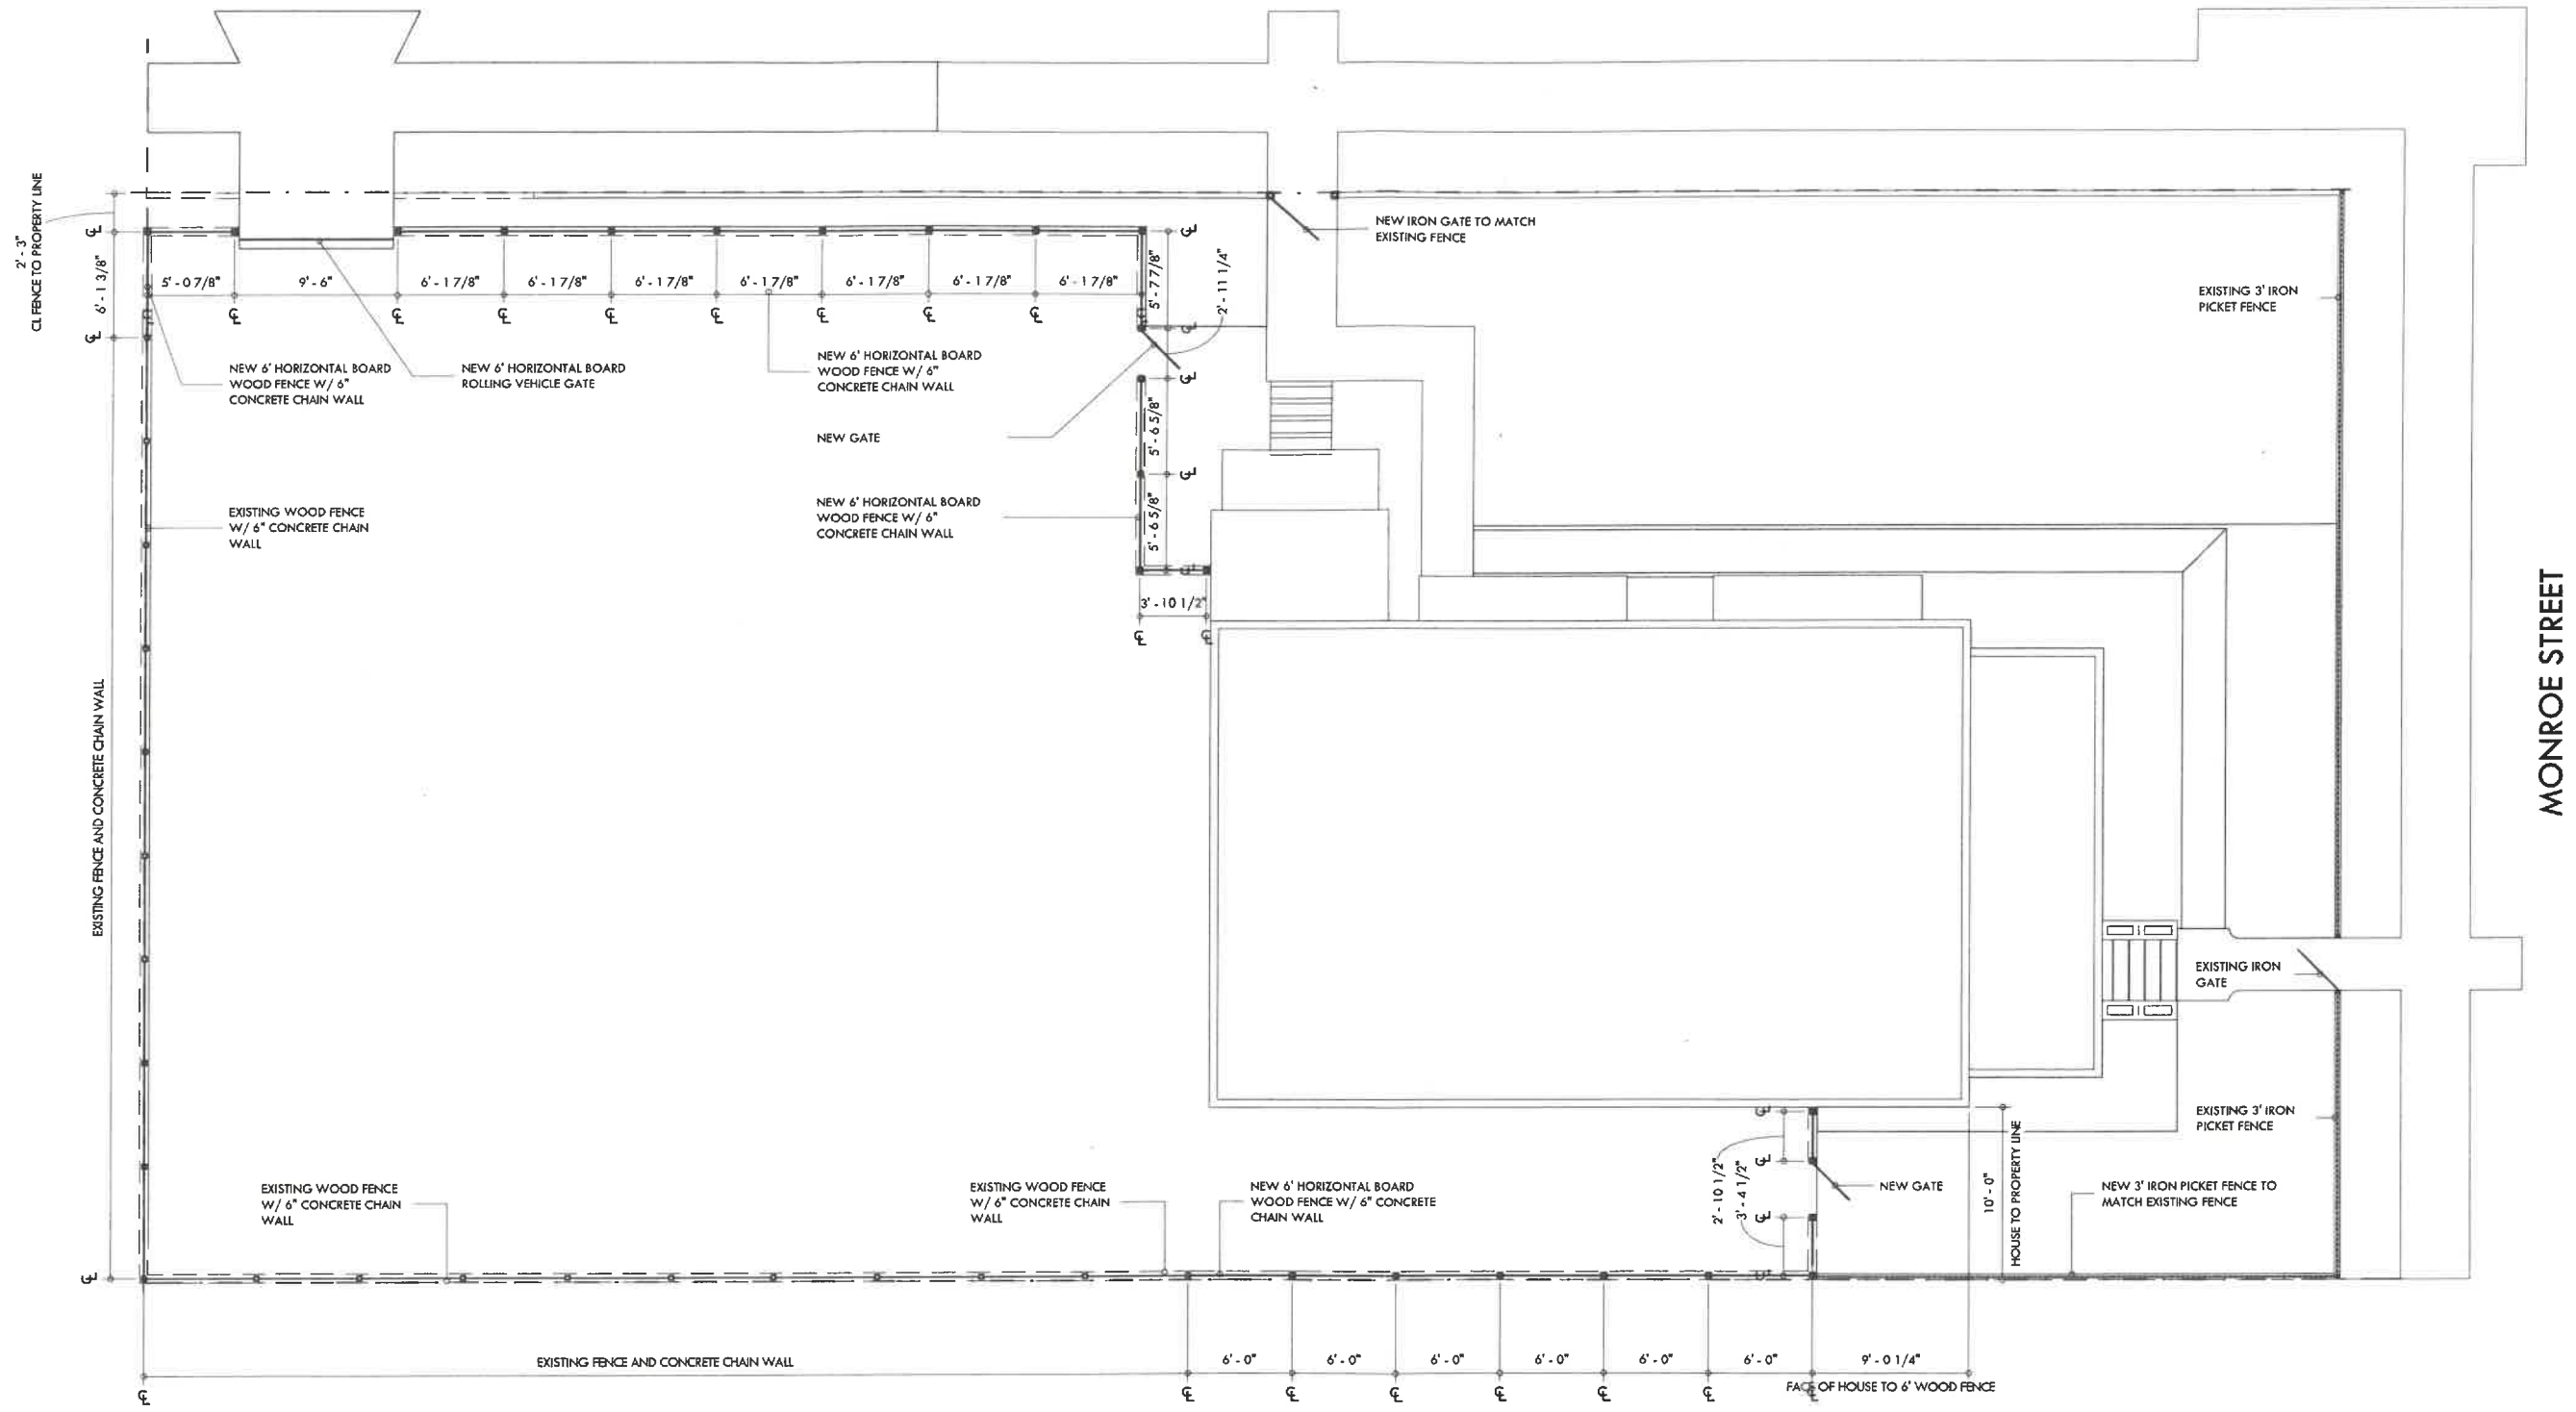 2' - 3"
CL FENCE TO PROPERTY LINE
6' - 1 3/8"
5' - 0 7/8"
9' - 6"
6' - 1 7/8"
6' - 1 7/8"
6' - 1 7/8"
6' - 1 7/8"
6' - 1 7/8"
6' - 1 7/8"
6' - 1 7/8"
5' - 7 7/8"
2' - 11 1/4"
NEW IRON GATE TO MATCH
EXISTING FENCE
EXISTING 3' IRON
PICKET FENCE
NEW 6' HORIZONTAL BOARD
WOOD FENCE W/ 6"
CONCRETE CHAIN WALL
NEW 6' HORIZONTAL BOARD
ROLLING VEHICLE GATE
NEW 6' HORIZONTAL BOARD
WOOD FENCE W/ 6"
CONCRETE CHAIN WALL
NEW GATE
5' - 6 5/8"
EXISTING WOOD FENCE
W/ 6" CONCRETE CHAIN
WALL
NEW 6' HORIZONTAL BOARD
WOOD FENCE W/ 6"
CONCRETE CHAIN WALL
5' - 6 5/8"
3' - 10 1/2"
MONROE STREET
EXISTING FENCE AND CONCRETE CHAIN WALL
EXISTING IRON
GATE
EXISTING 3' IRON
PICKET FENCE
EXISTING WOOD FENCE
W/ 6" CONCRETE CHAIN
WALL
EXISTING WOOD FENCE
W/ 6" CONCRETE CHAIN
WALL
NEW 6' HORIZONTAL BOARD
WOOD FENCE W/ 6" CONCRETE
CHAIN WALL
2' - 10 1/2"
3' - 4 1/2"
NEW GATE
10' - 0"
HOUSE TO PROPERTY LINE
NEW 3' IRON PICKET FENCE TO
MATCH EXISTING FENCE
EXISTING FENCE AND CONCRETE CHAIN WALL
6' - 0"
6' - 0"
6' - 0"
6' - 0"
6' - 0"
6' - 0"
9' - 0 1/4"
FACE OF HOUSE TO 6' WOOD FENCE